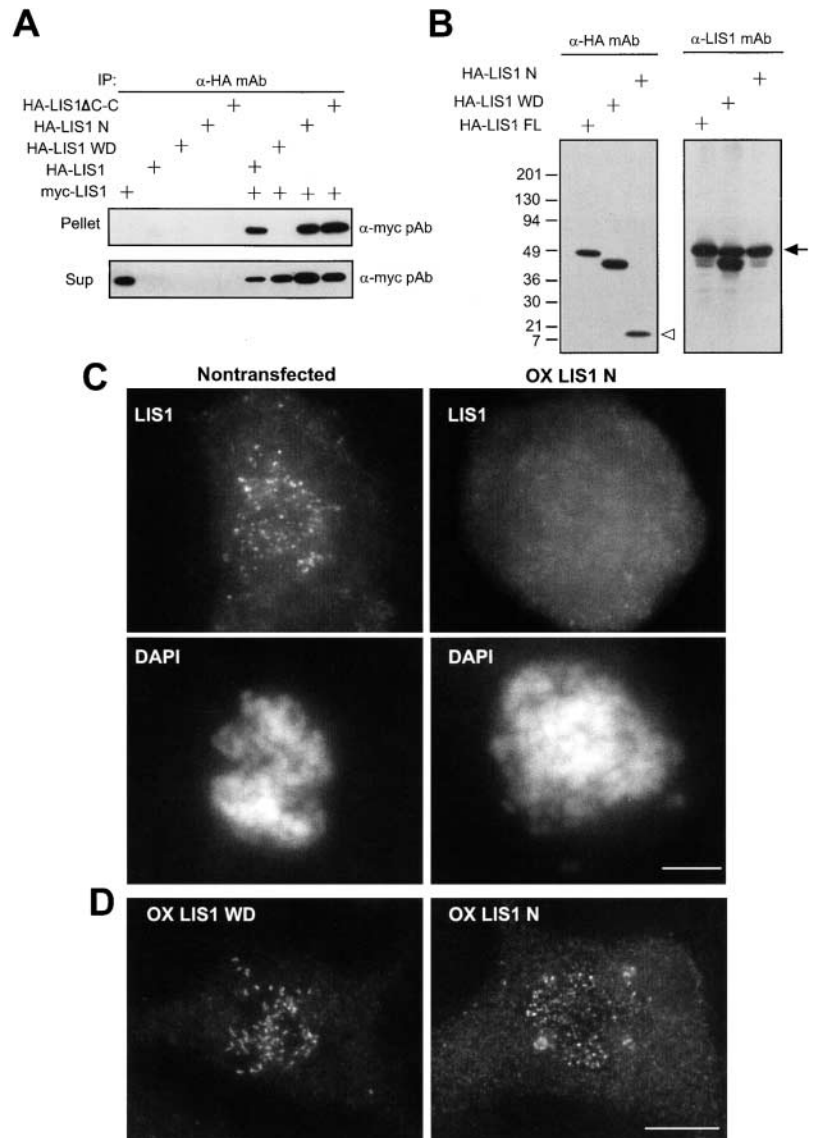 A
IP: α-HA mAb
HA-LIS1ΔC-C +
HA-LIS1 N +
HA-LIS1 WD + +
HA-LIS1 + +
myc-LIS1 + + + + +
Pellet α-myc pAb
Sup α-myc pAb
B
α-HA mAb α-LIS1 mAb
HA-LIS1 N + +
HA-LIS1 WD + +
HA-LIS1 FL + +
201
130
94
49
36
30
21
7
C
Nontransfected OX LIS1 N
LIS1 LIS1
DAPI DAPI
D
OX LIS1 WD OX LIS1 N